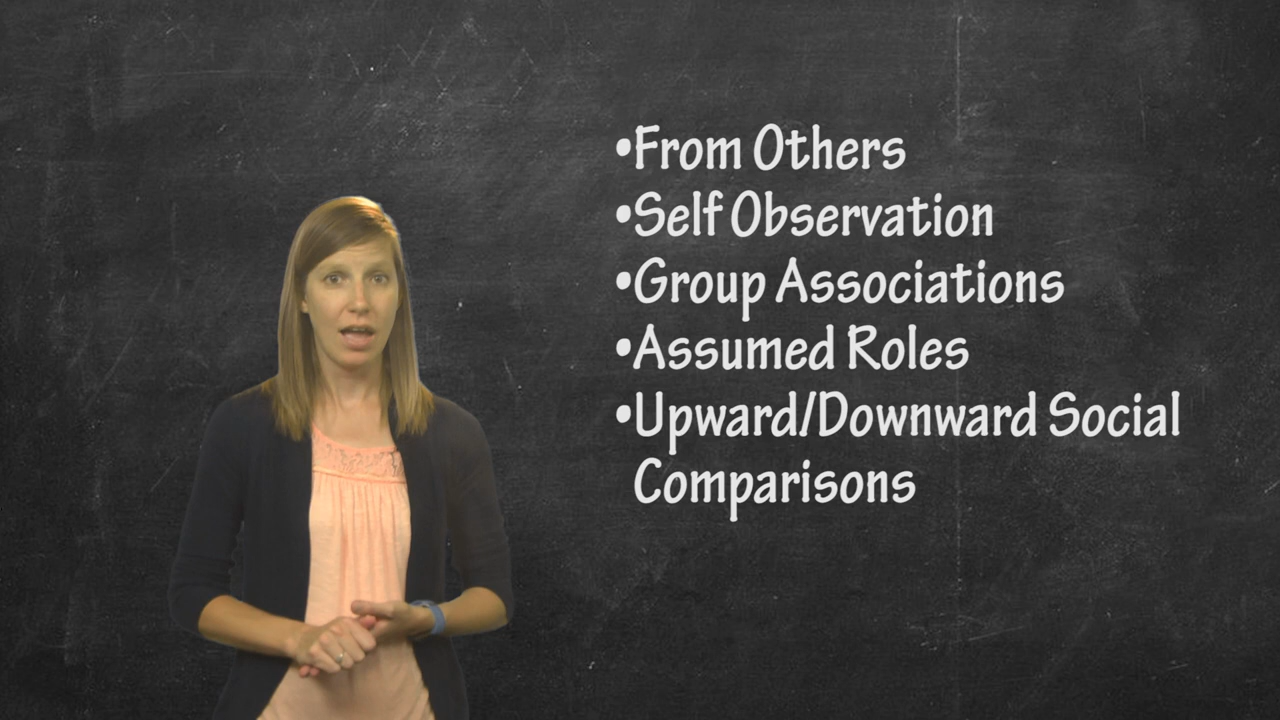 •From Others
•Self Observation
•Group Associations
•Assumed Roles
•Upward/Downward Social
Comparisons